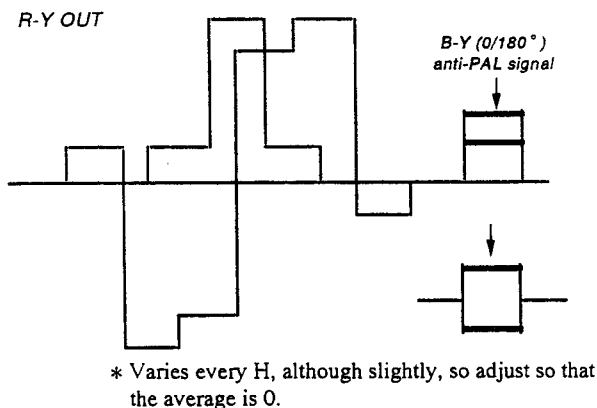 R-Y OUT
B-Y (0/180°)
anti-PAL signal
* Varies every H, although slightly, so adjust so that
the average is 0.